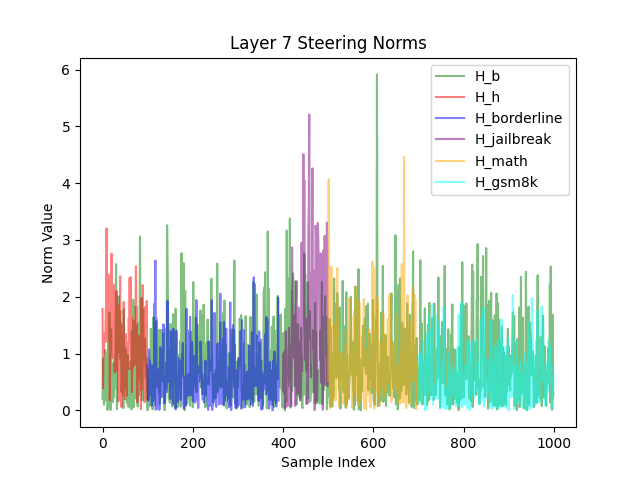 Layer 7 Steering Norms
6
5
4
3
2
1
0
Norm Value
H_b
H_h
H_borderline
H_jailbreak
H_math
H_gsm8k
0 200 400 600 800 1000
Sample Index